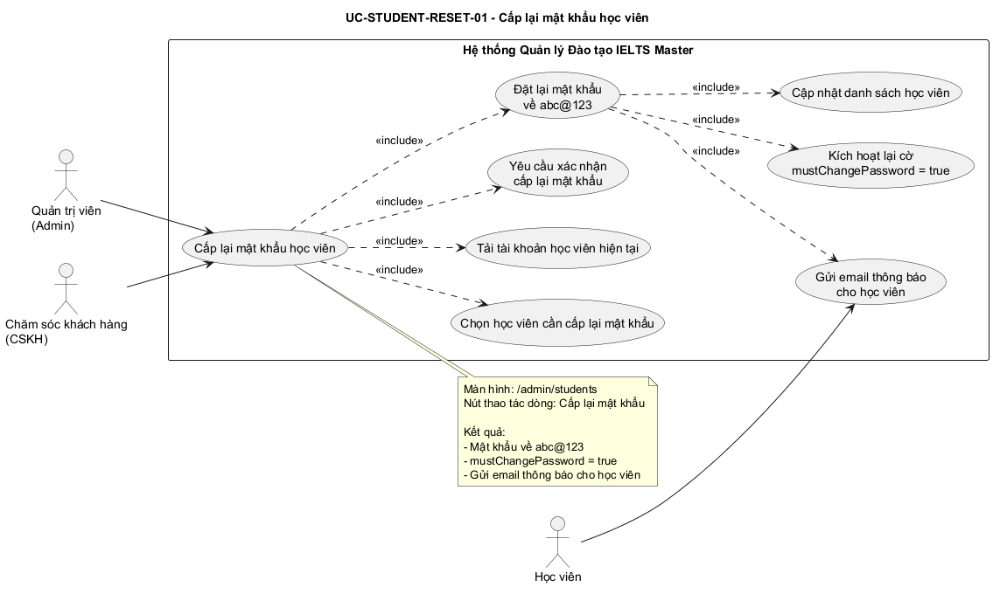 UC-STUDENT-RESET-01 - Cấp lại mật khẩu học viên
Hệ thống Quản lý Đào tạo IELTS Master
Đặt lại mật khẩu
về abc@123
«include»
Cập nhật danh sách học viên
«include»
Kích hoạt lại cờ
mustChangePassword = true
«include»
«include»
Yêu cầu xác nhận
cấp lại mật khẩu
«include»
Quản trị viên
(Admin)
Cấp lại mật khẩu học viên
«include»
Tải tài khoản học viên hiện tại
«include»
Gửi email thông báo
cho học viên
Chăm sóc khách hàng
(CSKH)
Chọn học viên cần cấp lại mật khẩu
Màn hình: /admin/students
Nút thao tác dòng: Cấp lại mật khẩu
Kết quả:
- Mật khẩu về abc@123
- mustChangePassword = true
- Gửi email thông báo cho học viên
Học viên